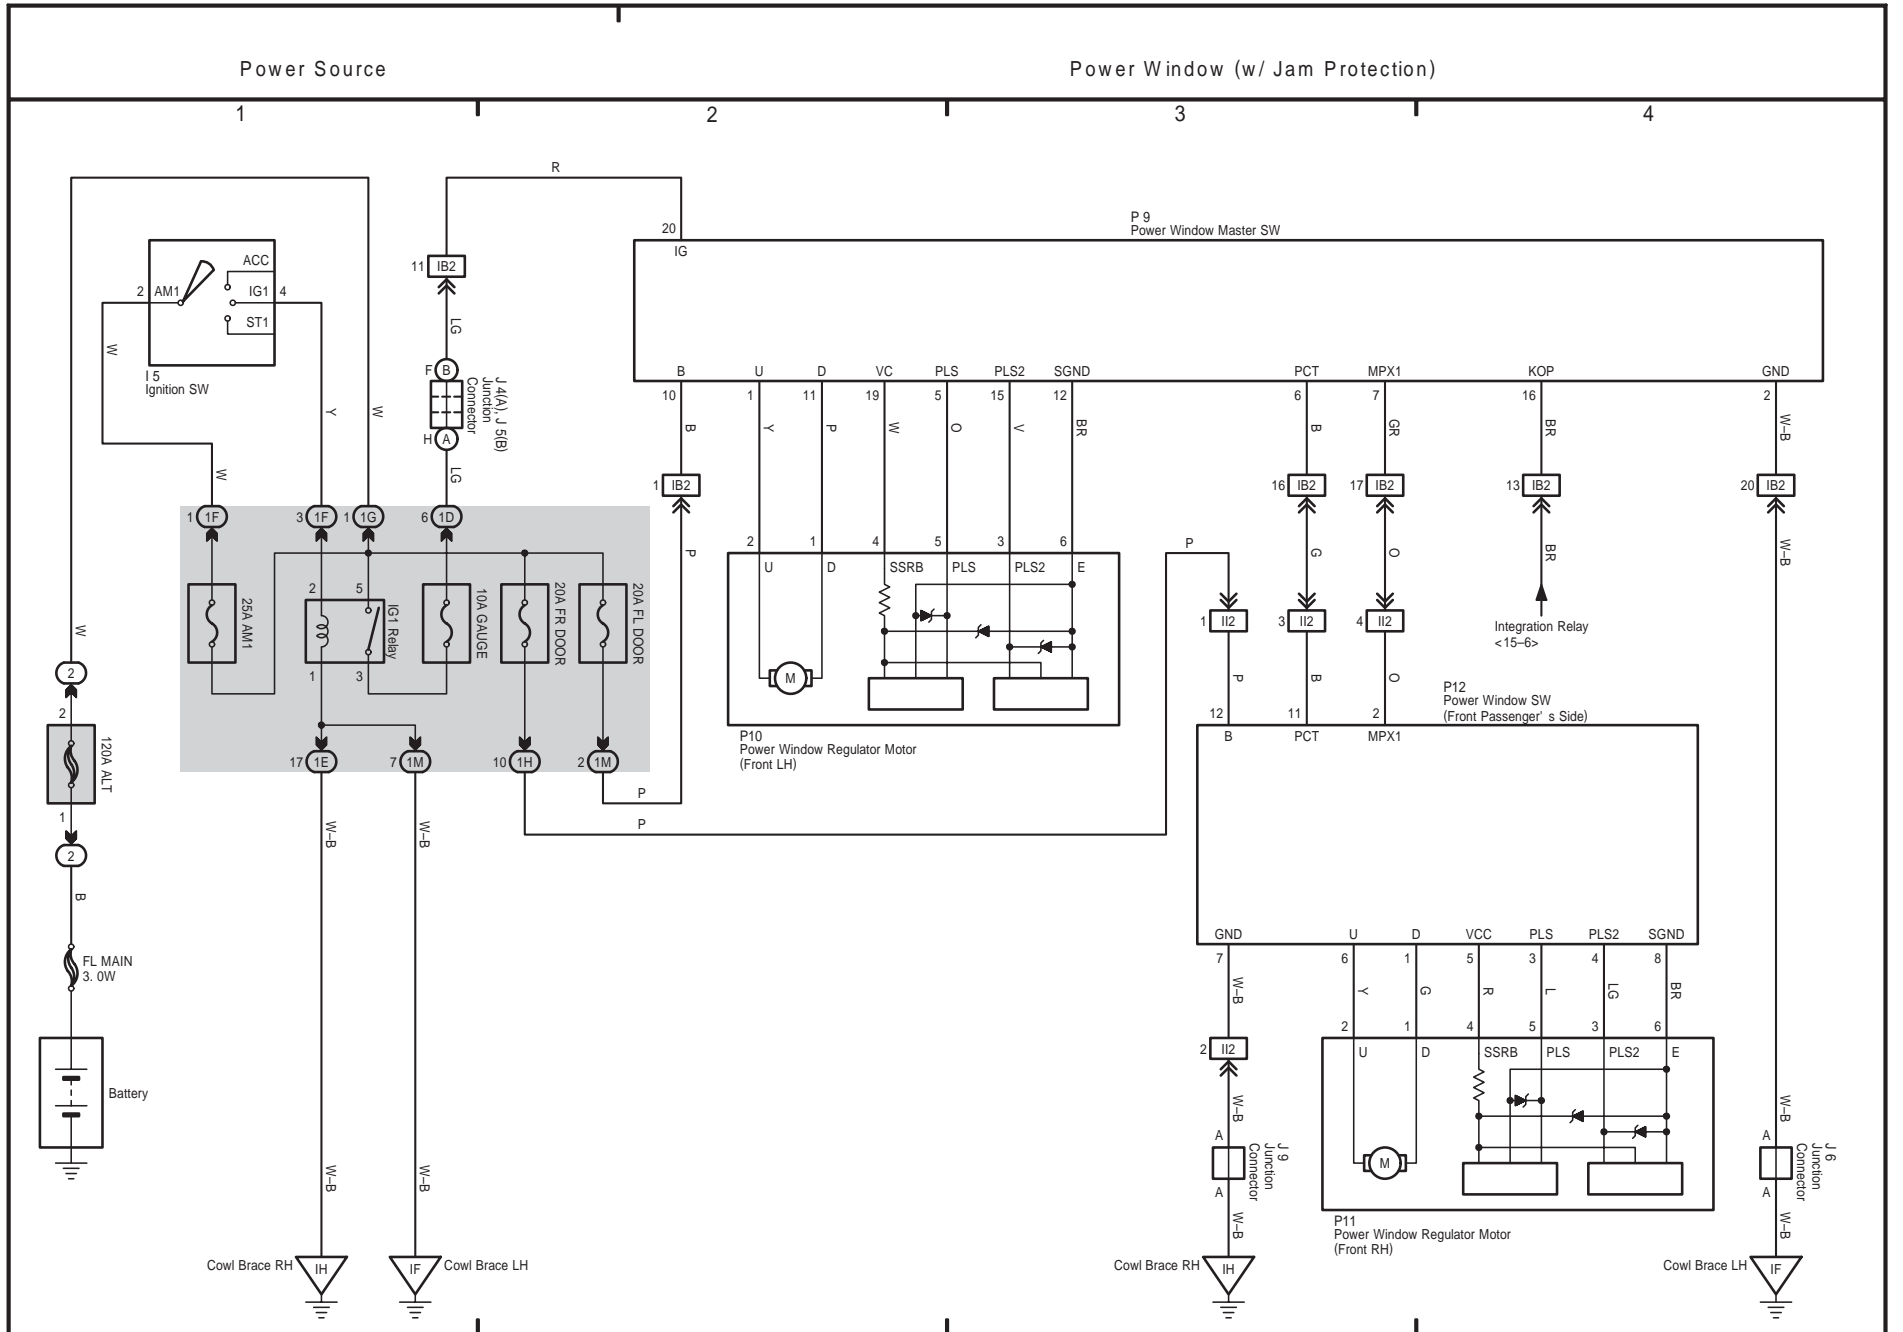 Power Source
Power Window (w/ Jam Protection)
1
2
3
4
R
P 9
Power Window Master SW
20
IG
ACC
2
AM1
IG1
4
ST1
I 5
Ignition SW
W
Y
W
W
11
IB2
LG
F
B
J 4(A), J 5(B)
Junction
Connector
H
A
LG
B
U
D
VC
PLS
PLS2
SGND
PCT
MPX1
KOP
GND
10
1
11
19
5
15
12
6
7
16
2
B
Y
P
W
O
V
BR
B
GR
BR
W–B
1
IB2
16
IB2
17
IB2
13
IB2
20
IB2
P
G
O
BR
W–B
1
1F
3
1F
1
1G
6
1D
25A AM1
2
5
1
3
IG1 Relay
10A GAUGE
20A FR DOOR
20A FL DOOR
17
1E
7
1M
10
1H
2
1M
P
P
2
1
4
5
3
6
U
D
SSRB
PLS
PLS2
E
M
P10
Power Window Regulator Motor
(Front LH)
P
1
II2
3
II2
4
II2
Integration Relay
<15–6>
P
B
O
P12
Power Window SW
(Front Passenger' s Side)
12
11
2
B
PCT
MPX1
W
2
2
120A ALT
1
2
B
FL MAIN
3. 0W
Battery
W–B
W–B
W–B
W–B
GND
U
D
VCC
PLS
PLS2
SGND
7
6
1
5
3
4
8
W–B
Y
G
R
L
LG
BR
2
II2
2
1
4
5
3
6
U
D
SSRB
PLS
PLS2
E
M
W–B
A
J 9
Junction
Connector
A
W–B
P11
Power Window Regulator Motor
(Front RH)
W–B
A
J 6
Junction
Connector
A
W–B
Cowl Brace RH
IH
IF
Cowl Brace LH
Cowl Brace RH
IH
Cowl Brace LH
IF